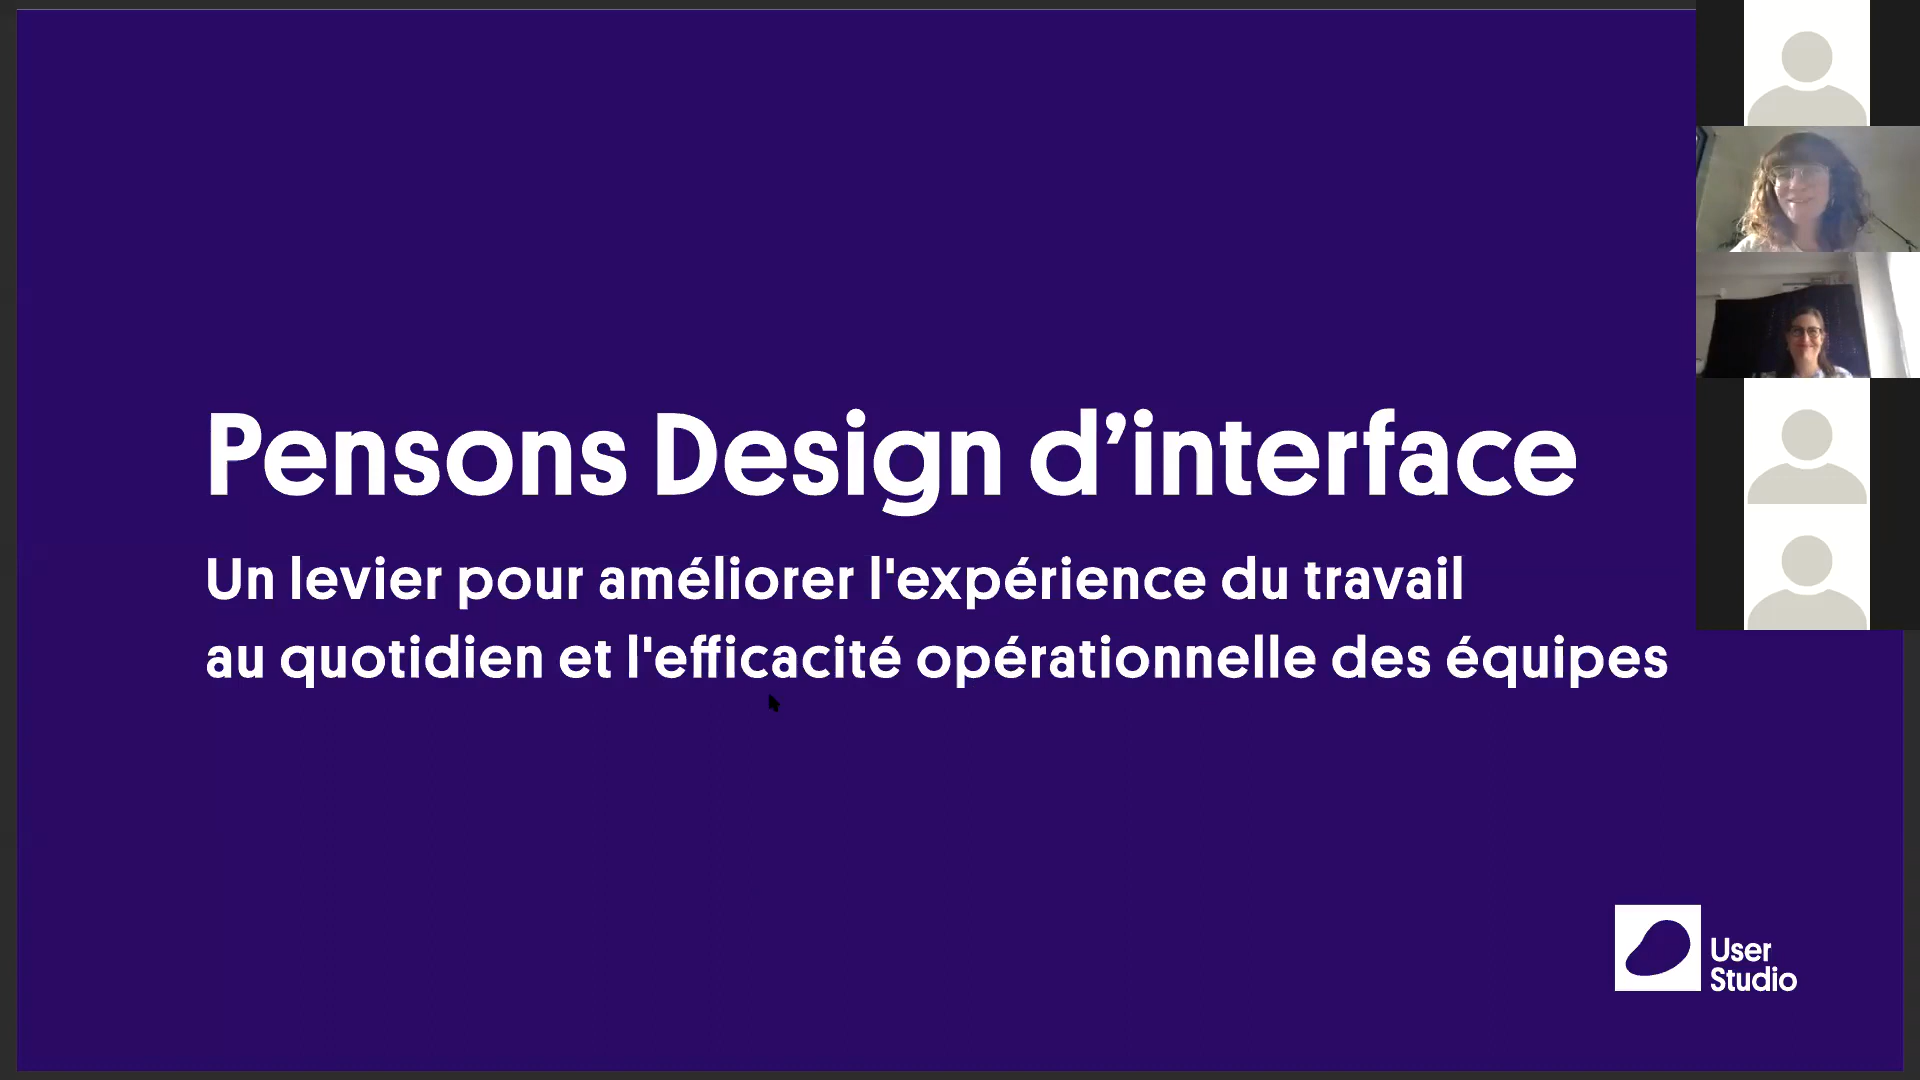 Pensons Design d’interface
Un levier pour améliorer l'expérience du travail
au quotidien et l'efficacité opérationnelle des équipes
User
Studio